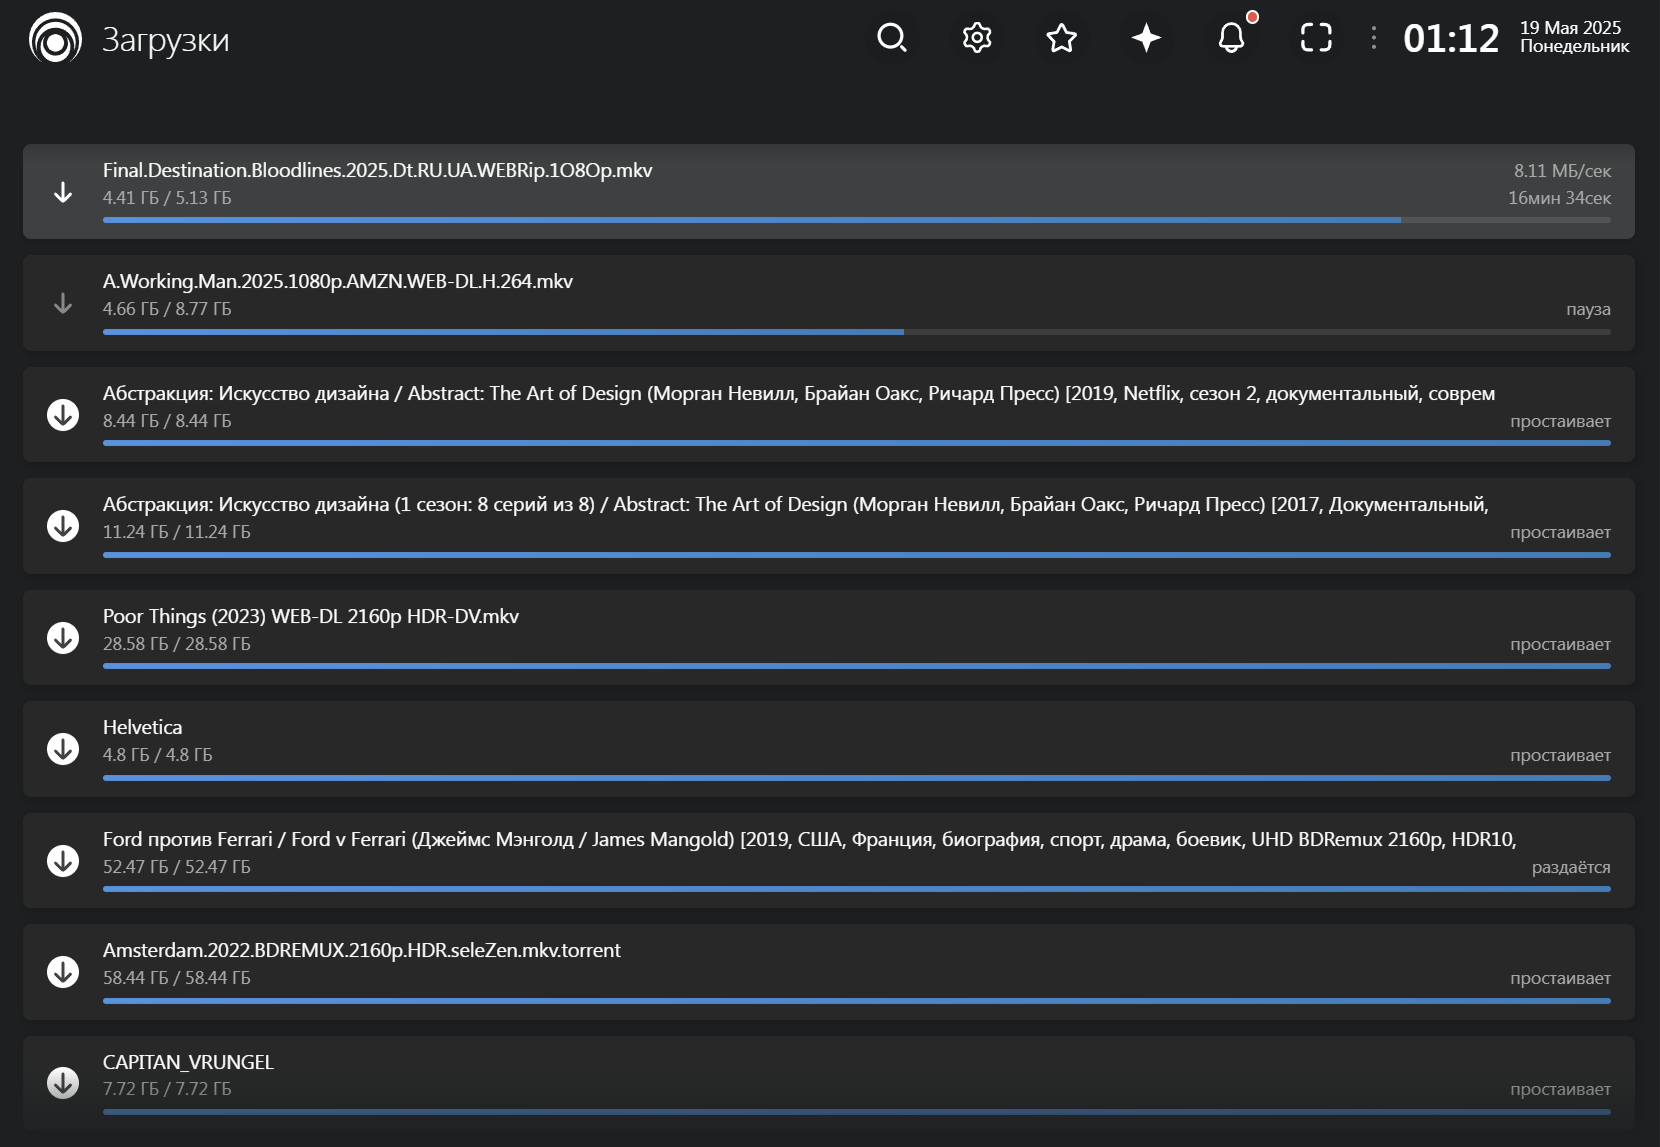 Загрузки
01:12
19 Мая 2025
Понедельник
Final.Destination.Bloodlines.2025.Dt.RU.UA.WEBRip.1O8Op.mkv
8.11 МБ/сек
4.41 ГБ / 5.13 ГБ
16мин 34сек
A.Working.Man.2025.1080p.AMZN.WEB-DL.H.264.mkv
4.66 ГБ / 8.77 ГБ
пауза
Абстракция: Искусство дизайна / Abstract: The Art of Design (Морган Невилл, Брайан Оакс, Ричард Пресс) [2019, Netflix, сезон 2, документальный, соврем
8.44 ГБ / 8.44 ГБ
простаивает
Абстракция: Искусство дизайна (1 сезон: 8 серий из 8) / Abstract: The Art of Design (Морган Невилл, Брайан Оакс, Ричард Пресс) [2017, Документальный,
11.24 ГБ / 11.24 ГБ
простаивает
Poor Things (2023) WEB-DL 2160p HDR-DV.mkv
28.58 ГБ / 28.58 ГБ
простаивает
Helvetica
4.8 ГБ / 4.8 ГБ
простаивает
Ford против Ferrari / Ford v Ferrari (Джеймс Мэнголд / James Mangold) [2019, США, Франция, биография, спорт, драма, боевик, UHD BDRemux 2160p, HDR10,
52.47 ГБ / 52.47 ГБ
раздаётся
Amsterdam.2022.BDREMUX.2160p.HDR.seleZen.mkv.torrent
58.44 ГБ / 58.44 ГБ
простаивает
CAPITAN_VRUNGEL
7.72 ГБ / 7.72 ГБ
простаивает